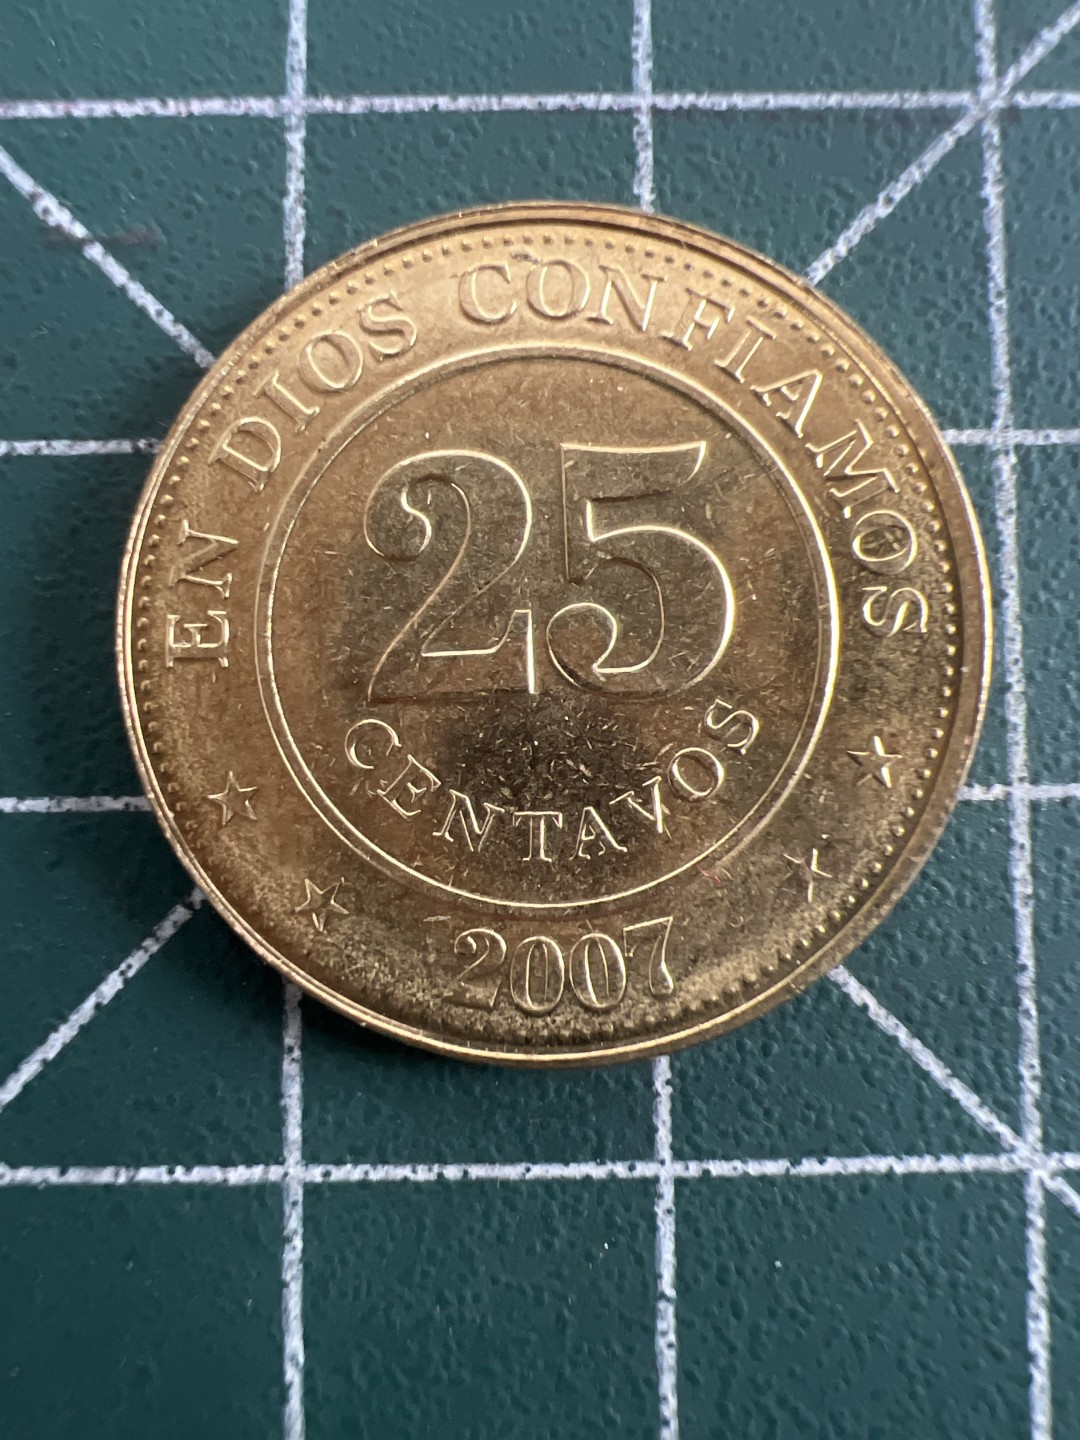 EN DIOS CONFIAMOS
25
CENTAVOS
2007